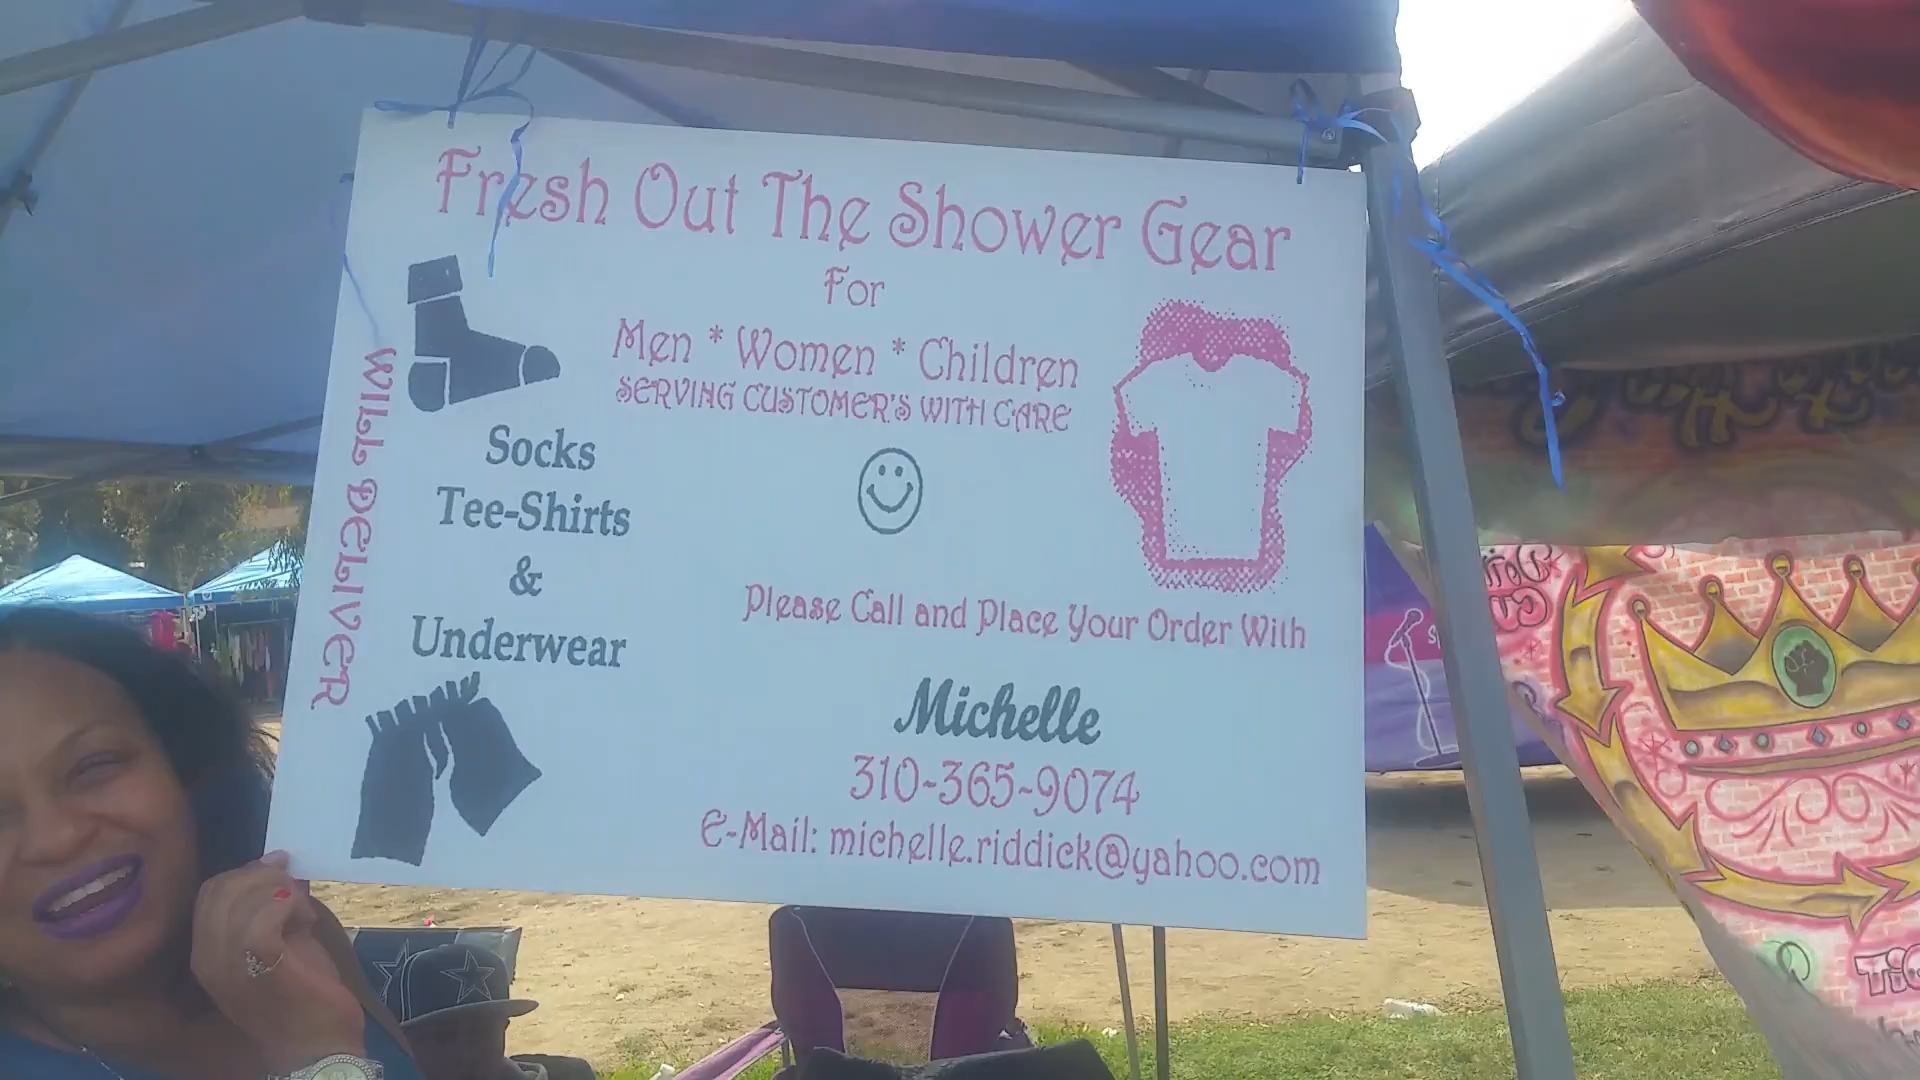 Fresh Out The Shower Gear
For
Men * Women * Children
SERVING CUSTOMER'S WITH CARE
WILL DELIVER
Socks
Tee-Shirts
&
Underwear
Please Call and Place Your Order With
Michelle
310-365-9074
E-Mail: michelle.riddick@yahoo.com